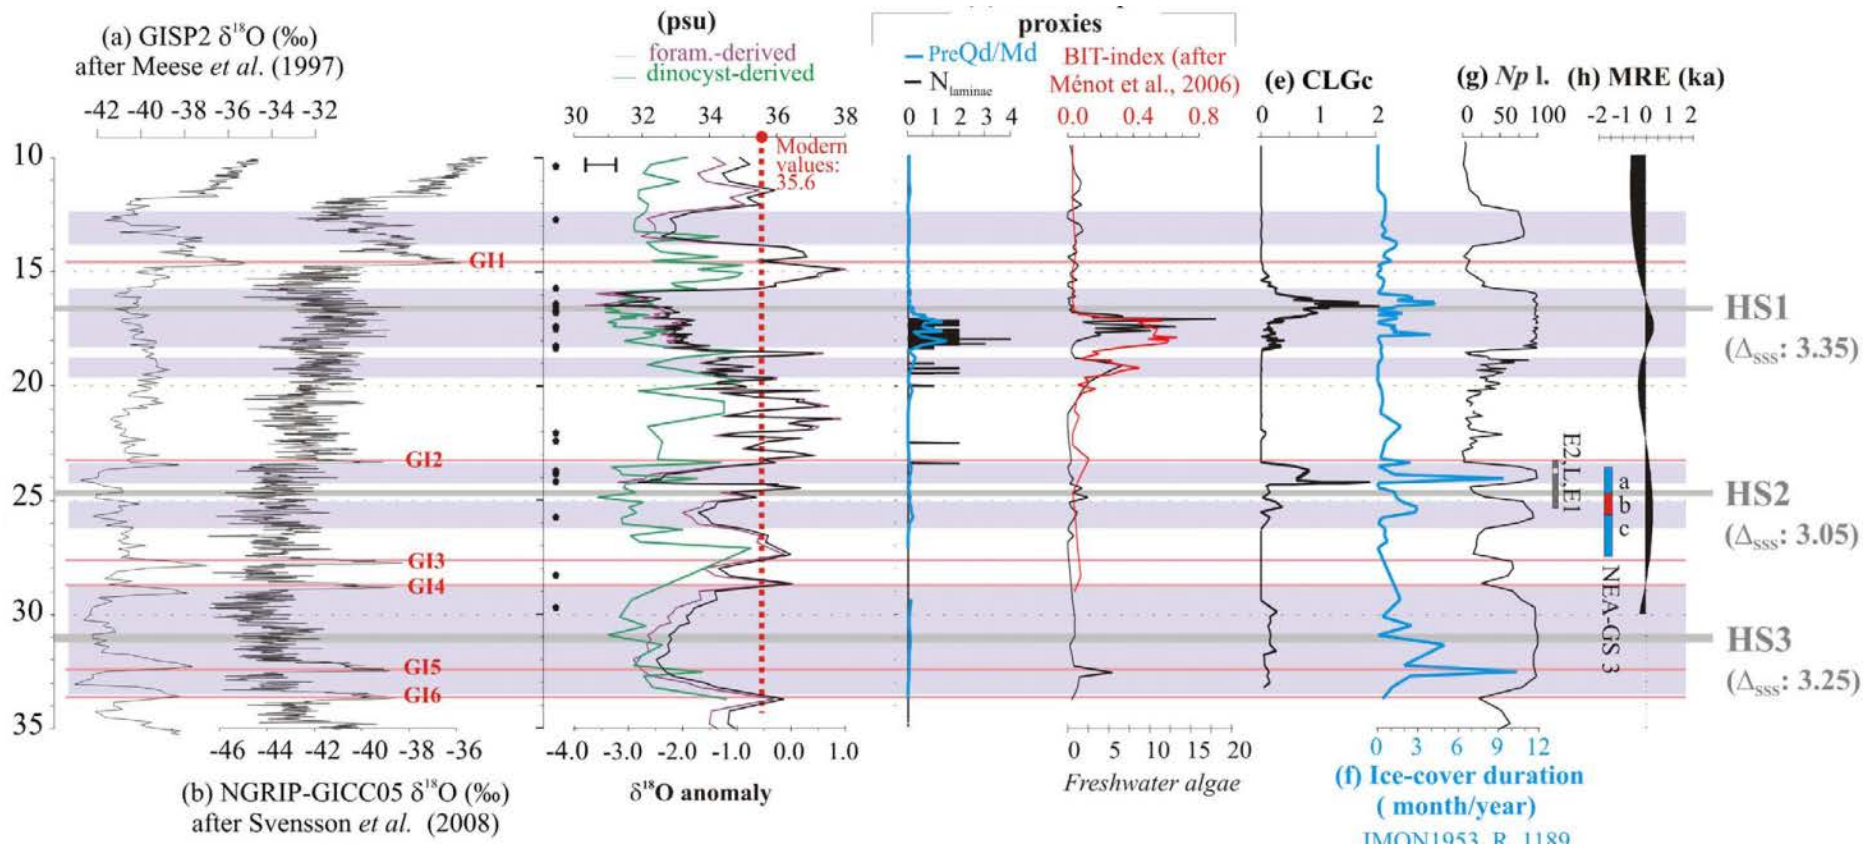 (a) GISP2 δ¹⁸O (‰)
after Meese et al. (1997)
-42 -40 -38 -36 -34 -32
(psu)
foram.-derived
dinocyst-derived
30 32 34 36 38
Modern
values:
35.6
proxies
PreQd/Md
N laminae
0 1 2 3 4
BIT-index (after
Ménot et al., 2006)
0.0 0.4 0.8
(e) CLGc
0 1 2
(g) Np l.
0 50 100
(h) MRE (ka)
-2 -1 0 1 2
10
15
20
25
30
35
GI1
GI2
GI3
GI4
GI5
GI6
HS1
(Δsss: 3.35)
HS2
(Δsss: 3.05)
HS3
(Δsss: 3.25)
E2,L,E1
a
b
c
NEA-GS 3
-46 -44 -42 -40 -38 -36
(b) NGRIP-GICC05 δ¹⁸O (‰)
after Svensson et al. (2008)
-4.0 -3.0 -2.0 -1.0 0.0 1.0
δ¹⁸O anomaly
0 5 10 15 20
Freshwater algae
0 3 6 9 12
(f) Ice-cover duration
( month/year)